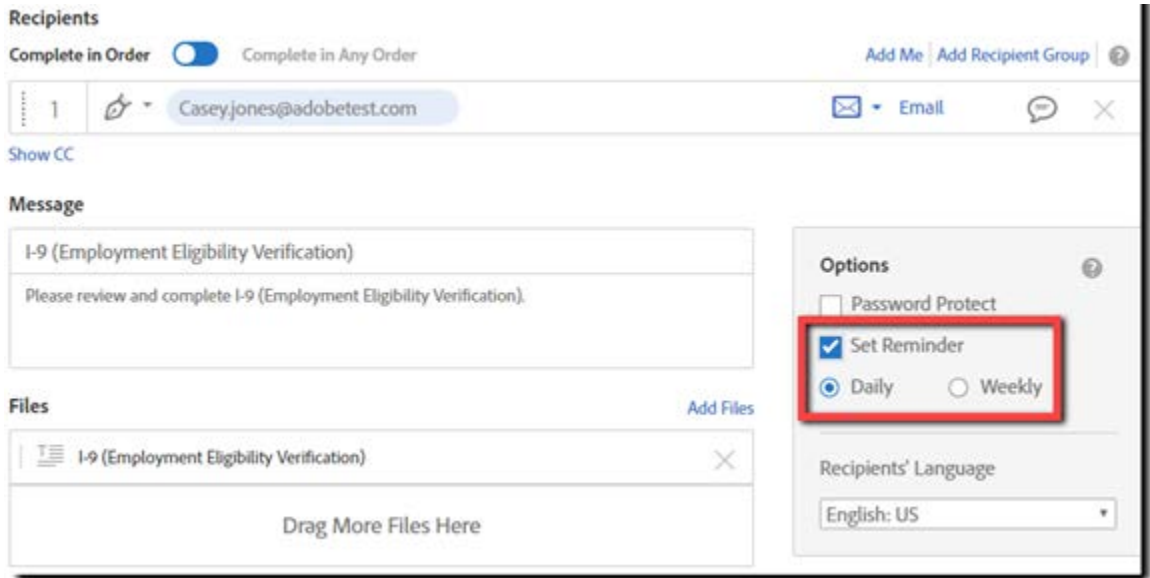 Recipients
Complete in Order Complete in Any Order Add Me Add Recipient Group ?
1 Casey.jones@adobetest.com Email
Show CC
Message
I-9 (Employment Eligibility Verification)
Please review and complete I-9 (Employment Eligibility Verification).
Options ?
Password Protect
Set Reminder
Daily Weekly
Files Add Files
I-9 (Employment Eligibility Verification)
Drag More Files Here
Recipients' Language
English: US